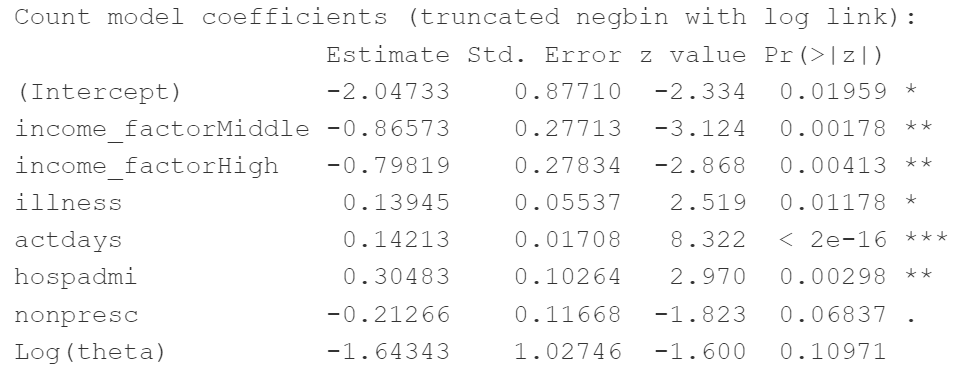 Count model coefficients (truncated negbin with log link):
Estimate Std. Error z value Pr(>|z|)
(Intercept) -2.04733 0.87710 -2.334 0.01959 *
income_factorMiddle -0.86573 0.27713 -3.124 0.00178 **
income_factorHigh -0.79819 0.27834 -2.868 0.00413 **
illness 0.13945 0.05537 2.519 0.01178 *
actdays 0.14213 0.01708 8.322 < 2e-16 ***
hospadmi 0.30483 0.10264 2.970 0.00298 **
nonpresc -0.21266 0.11668 -1.823 0.06837 .
Log(theta) -1.64343 1.02746 -1.600 0.10971